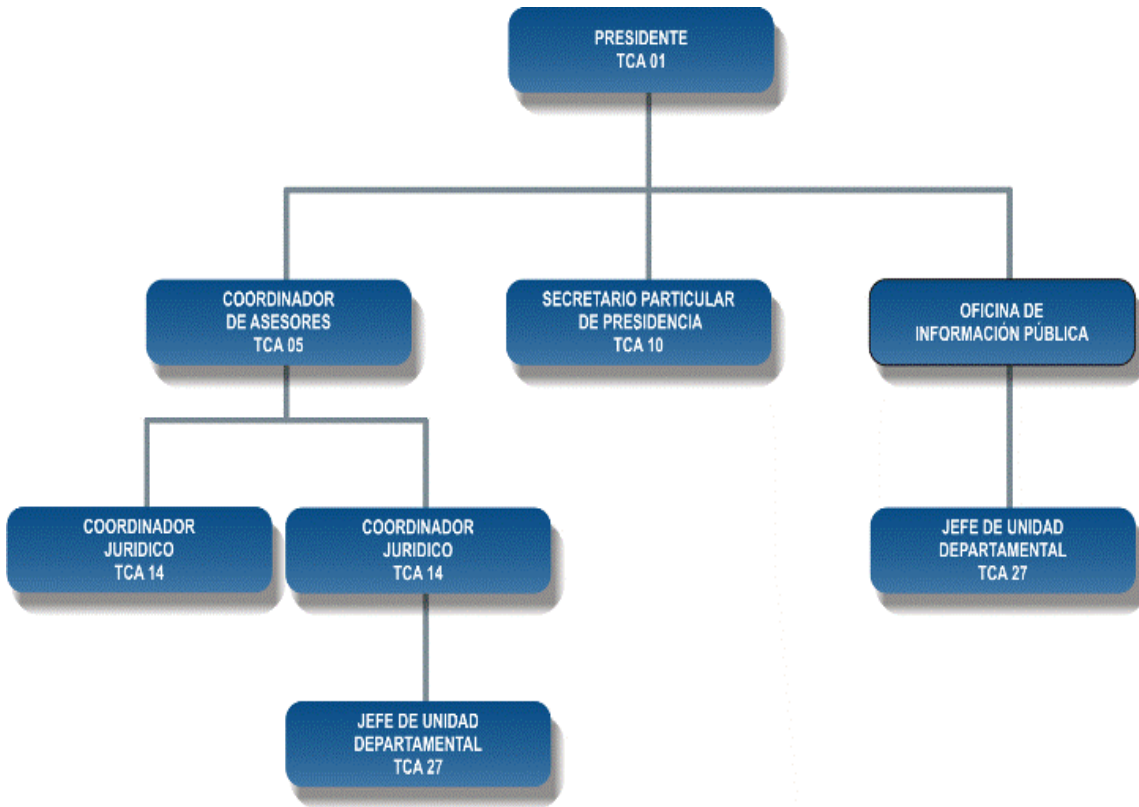 PRESIDENTE
TCA 01
COORDINADOR
DE ASESORES
TCA 05
SECRETARIO PARTICULAR
DE PRESIDENCIA
TCA 10
OFICINA DE
INFORMACIÓN PÚBLICA
COORDINADOR
JURIDICO
TCA 14
COORDINADOR
JURIDICO
TCA 14
JEFE DE UNIDAD
DEPARTAMENTAL
TCA 27
JEFE DE UNIDAD
DEPARTAMENTAL
TCA 27